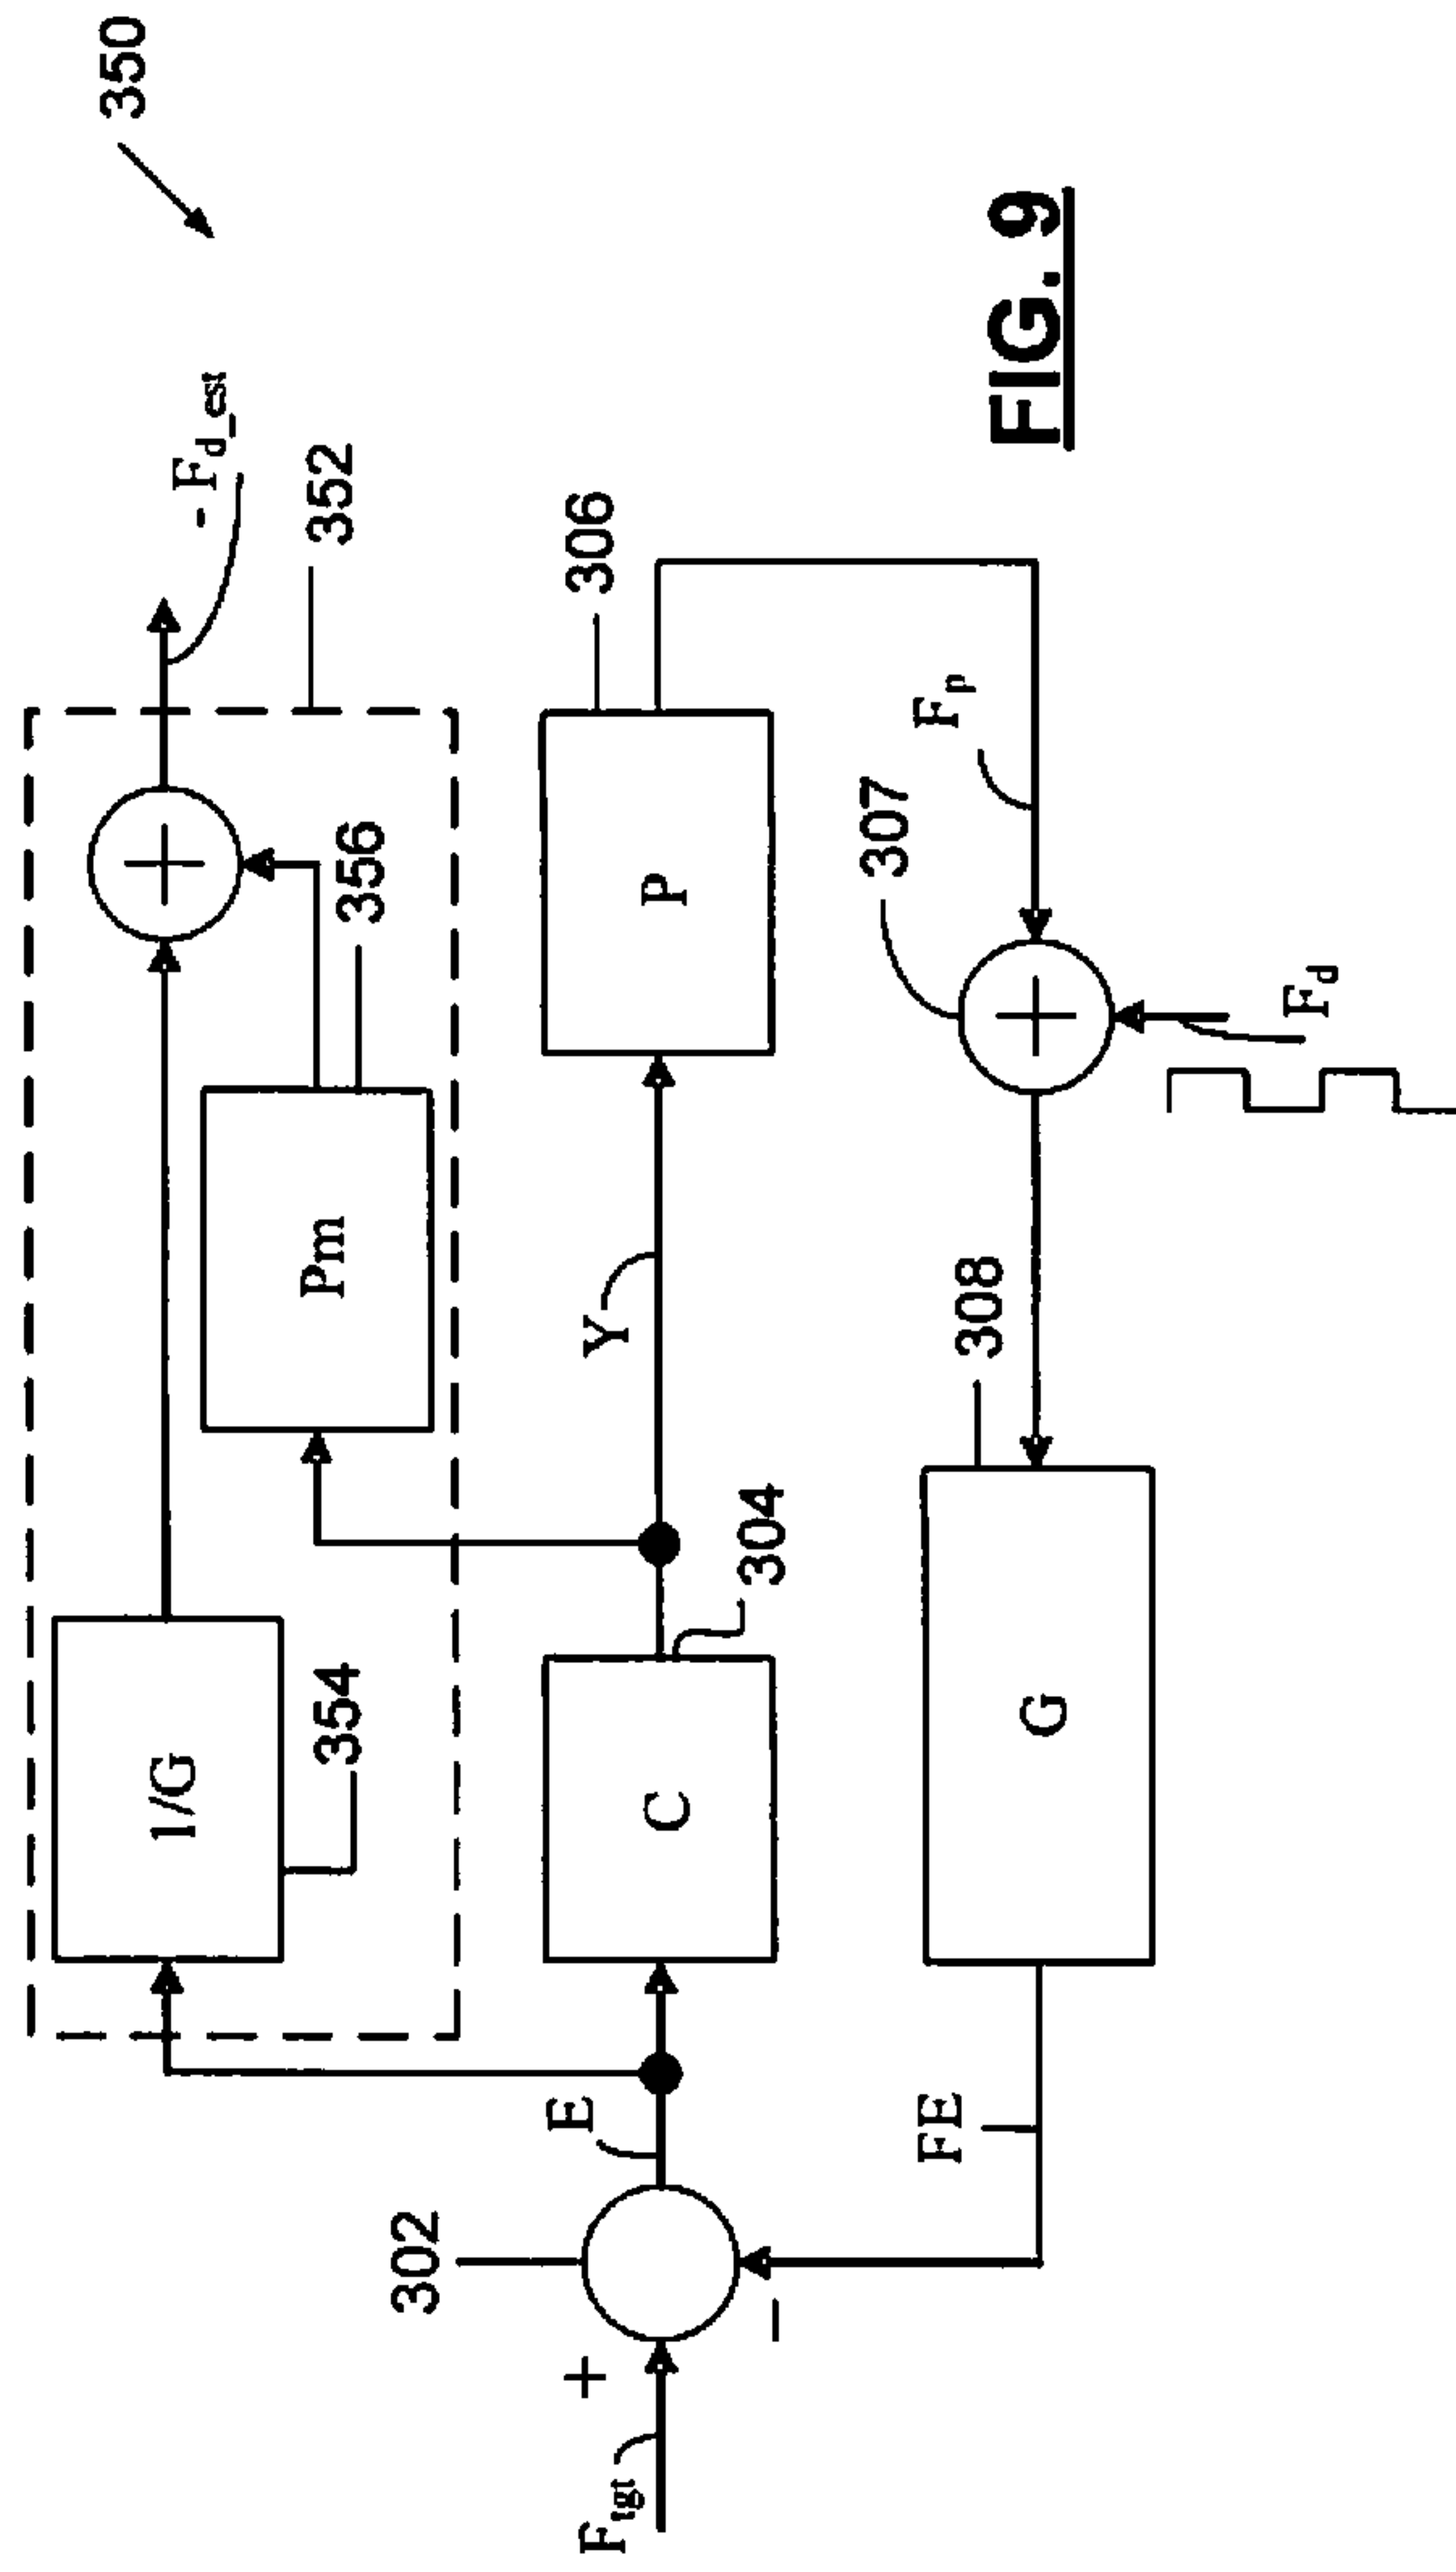 350
- F_d_est
352
1/G
354
Pm
356
302
F_tgt
+
−
E
C
304
Y
P
306
F_p
307
+
+
F_d
308
G
FE
FIG. 9